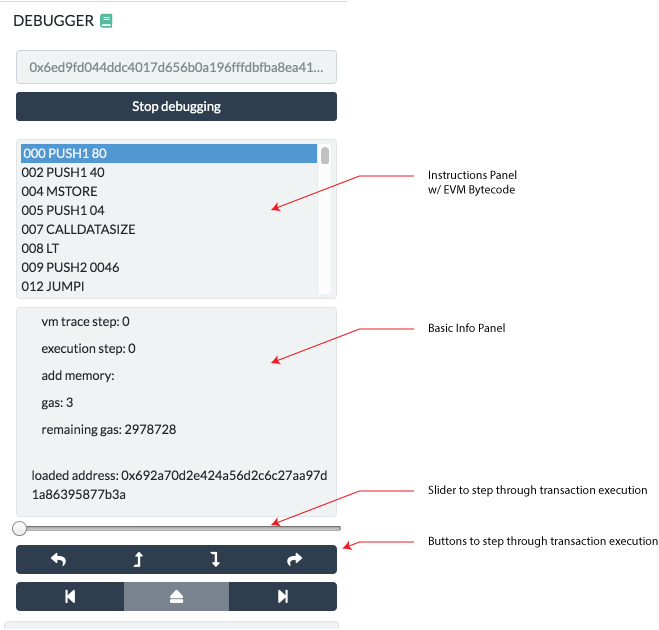 DEBUGGER
0x6ed9fd044ddc4017d656b0a196fffdbfba8ea41...
Stop debugging
000 PUSH1 80
002 PUSH1 40
004 MSTORE
005 PUSH1 04
007 CALLDATASIZE
008 LT
009 PUSH2 0046
012 JUMPI
Instructions Panel
w/ EVM Bytecode
vm trace step: 0
execution step: 0
add memory:
gas: 3
remaining gas: 2978728
loaded address: 0x692a70d2e424a56d2c6c27aa97d
1a86395877b3a
Basic Info Panel
Slider to step through transaction execution
Buttons to step through transaction execution